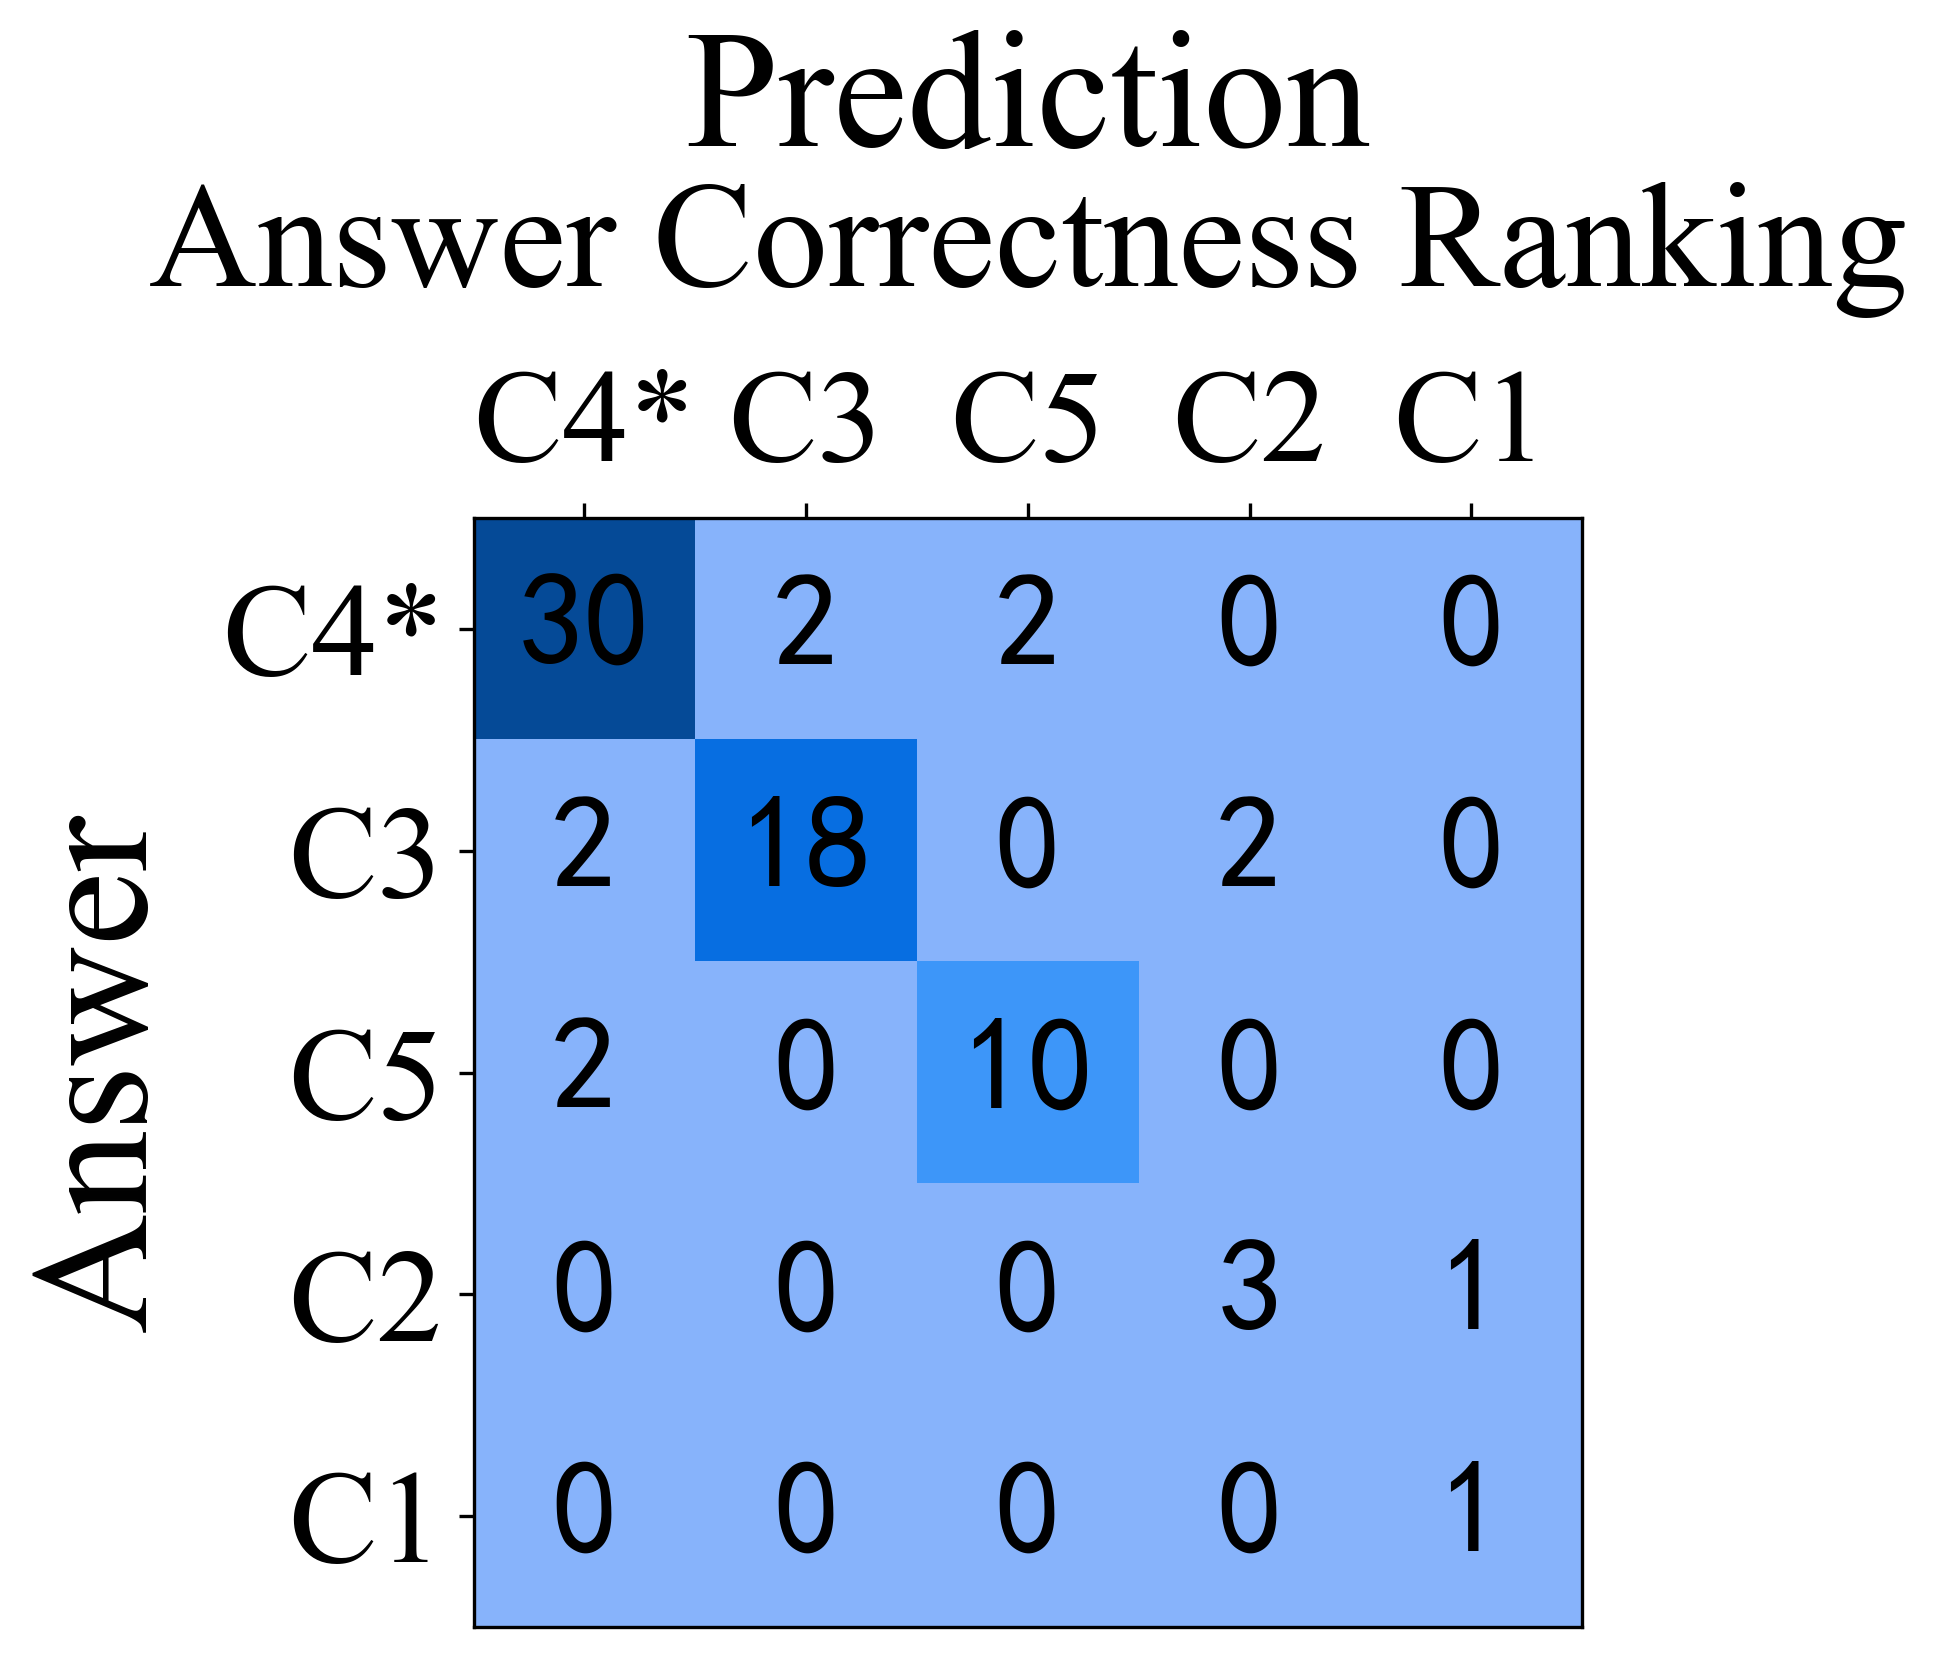 Prediction
Answer Correctness Ranking
C4* C3 C5 C2 C1
Answer
C4* 30 2 2 0 0
C3 2 18 0 2 0
C5 2 0 10 0 0
C2 0 0 0 3 1
C1 0 0 0 0 1